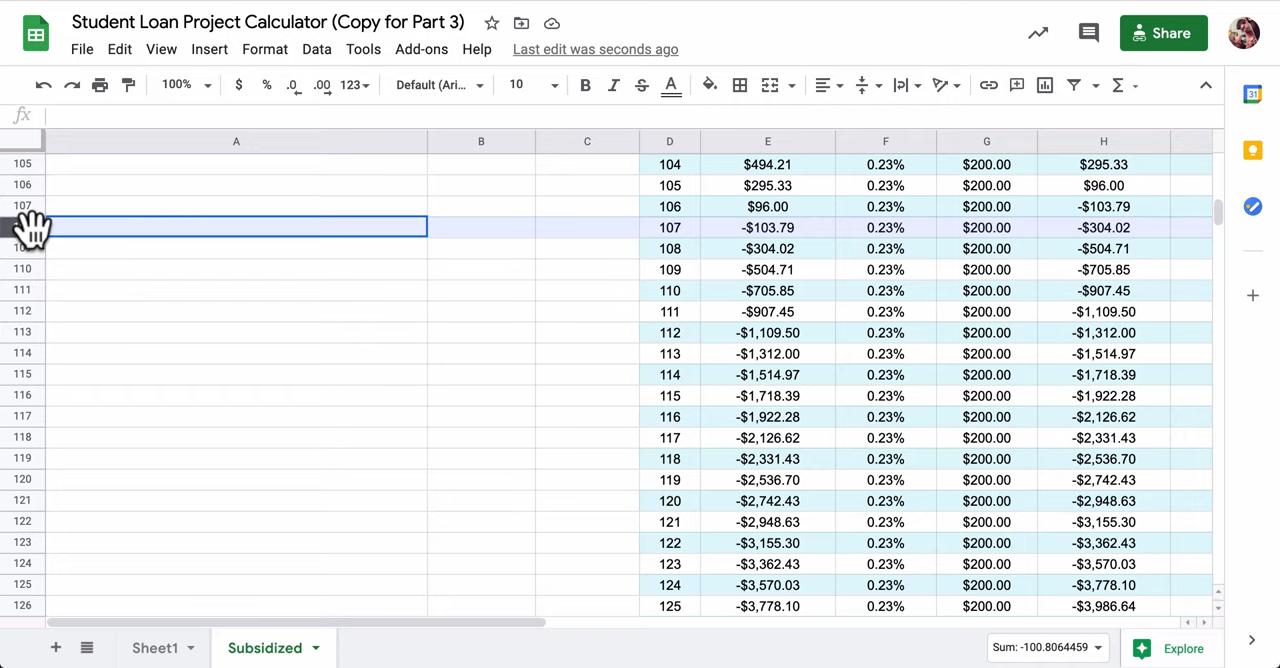 Student Loan Project Calculator (Copy for Part 3)
File Edit View Insert Format Data Tools Add-ons Help Last edit was seconds ago
Share
100% $ % .0 .00 123 Default (Ari... 10 B I S A Σ
31
fx
A B C D E F G H
105 104 $494.21 0.23% $200.00 $295.33
106 105 $295.33 0.23% $200.00 $96.00
107 106 $96.00 0.23% $200.00 -$103.79
107 -$103.79 0.23% $200.00 -$304.02
108 -$304.02 0.23% $200.00 -$504.71
110 109 -$504.71 0.23% $200.00 -$705.85
111 110 -$705.85 0.23% $200.00 -$907.45
112 111 -$907.45 0.23% $200.00 -$1,109.50
113 112 -$1,109.50 0.23% $200.00 -$1,312.00
114 113 -$1,312.00 0.23% $200.00 -$1,514.97
115 114 -$1,514.97 0.23% $200.00 -$1,718.39
116 115 -$1,718.39 0.23% $200.00 -$1,922.28
117 116 -$1,922.28 0.23% $200.00 -$2,126.62
118 117 -$2,126.62 0.23% $200.00 -$2,331.43
119 118 -$2,331.43 0.23% $200.00 -$2,536.70
120 119 -$2,536.70 0.23% $200.00 -$2,742.43
121 120 -$2,742.43 0.23% $200.00 -$2,948.63
122 121 -$2,948.63 0.23% $200.00 -$3,155.30
123 122 -$3,155.30 0.23% $200.00 -$3,362.43
124 123 -$3,362.43 0.23% $200.00 -$3,570.03
125 124 -$3,570.03 0.23% $200.00 -$3,778.10
126 125 -$3,778.10 0.23% $200.00 -$3,986.64
Sheet1 Subsidized Sum: -100.8064459 Explore